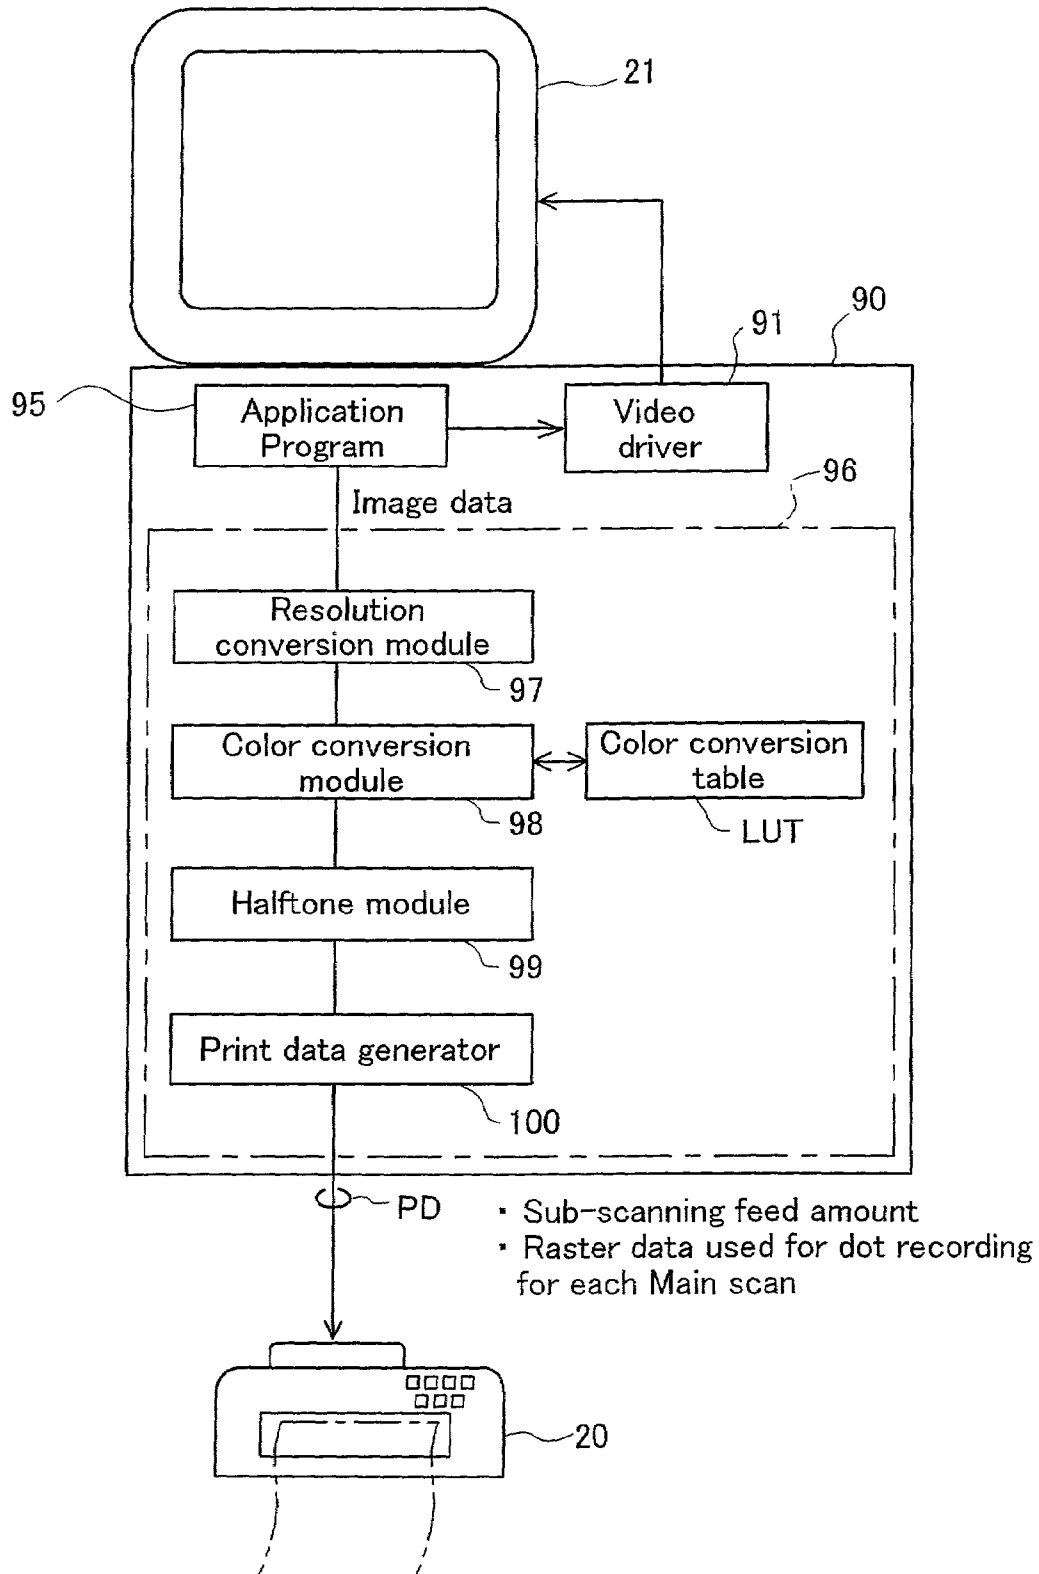 21
90
91
95
Application
Program
Video
driver
96
Image data
Resolution
conversion module
97
Color conversion
module
Color conversion
table
98
LUT
Halftone module
99
Print data generator
100
PD
・ Sub-scanning feed amount
・ Raster data used for dot recording
for each Main scan
20